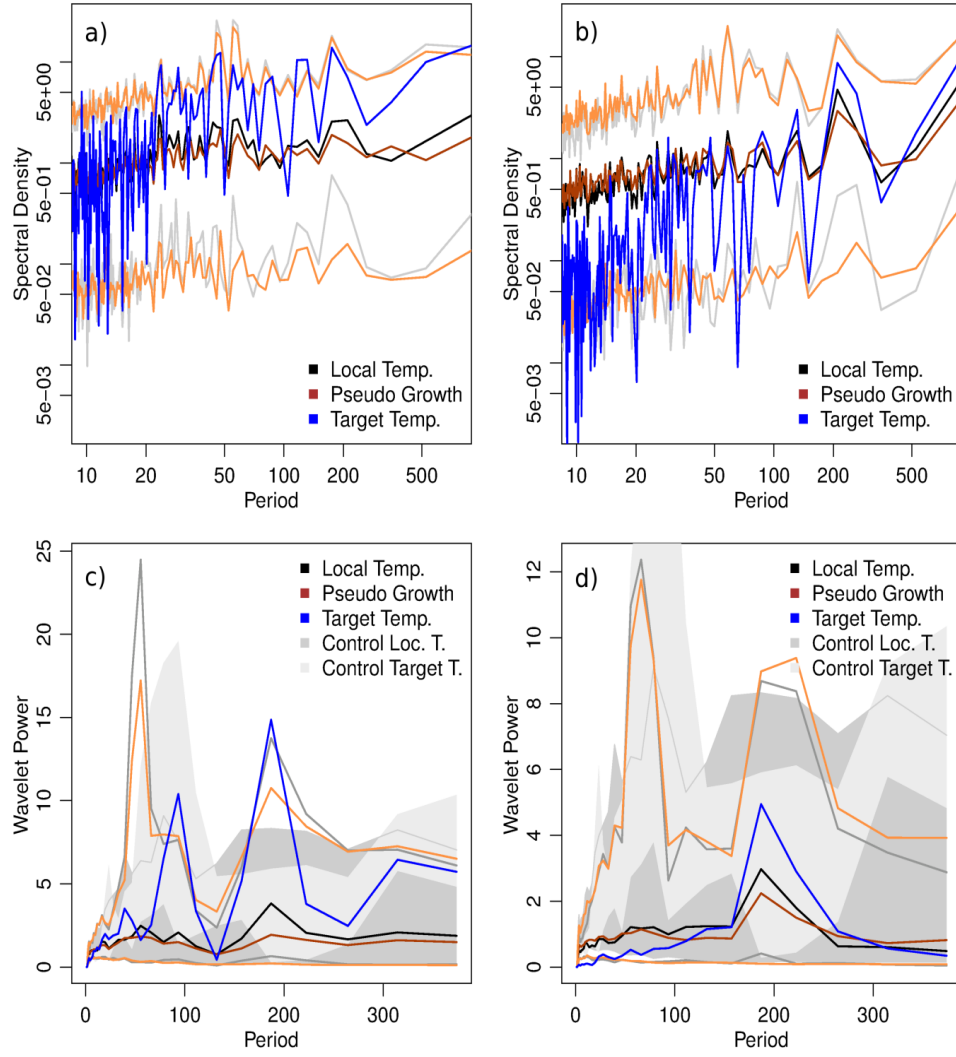 a)
Spectral Density
5e+00
5e−01
5e−02
5e−03
Local Temp.
Pseudo Growth
Target Temp.
10 20 50 100 200 500
Period
b)
Spectral Density
5e+00
5e−01
5e−02
5e−03
Local Temp.
Pseudo Growth
Target Temp.
10 20 50 100 200 500
Period
c)
Wavelet Power
25
20
15
10
5
0
Local Temp.
Pseudo Growth
Target Temp.
Control Loc. T.
Control Target T.
0 100 200 300
Period
d)
Wavelet Power
12
10
8
6
4
2
0
Local Temp.
Pseudo Growth
Target Temp.
Control Loc. T.
Control Target T.
0 100 200 300
Period